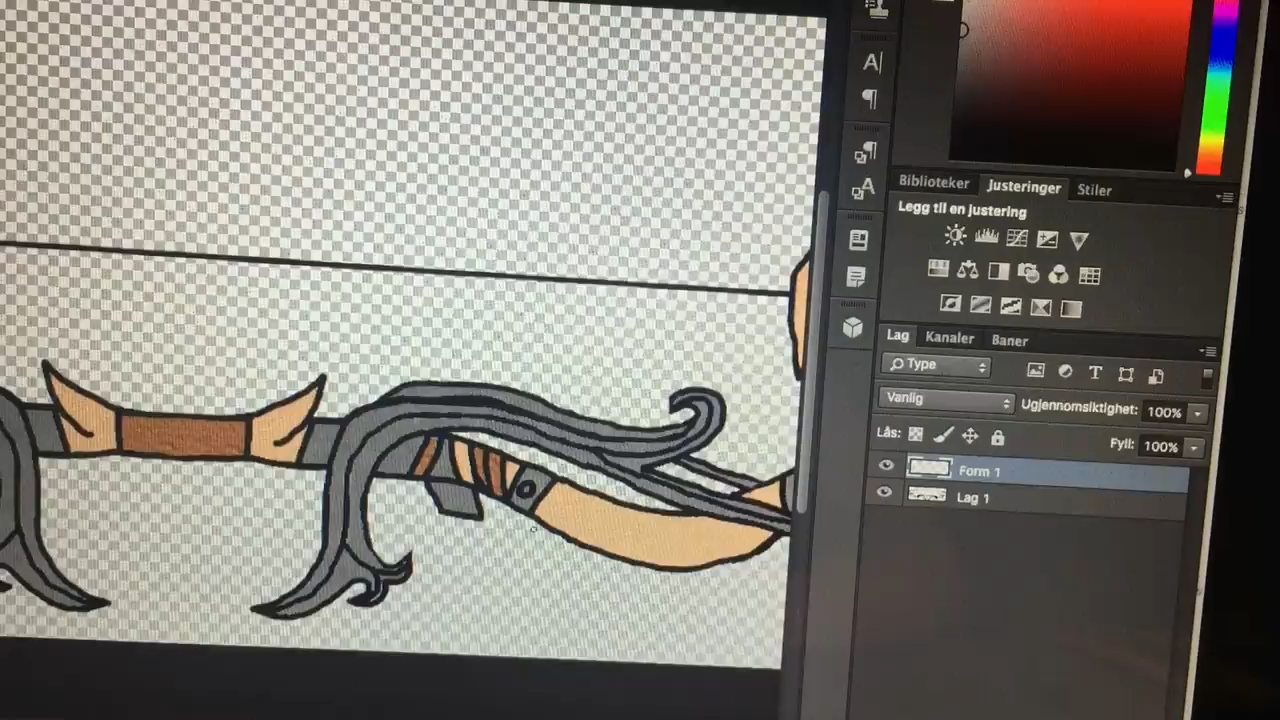 Biblioteker Justeringer Stiler
Legg til en justering
Lag Kanaler Baner
Type
Vanlig Ugjennomsiktighet: 100%
Lås: Fyll: 100%
Form 1
Lag 1